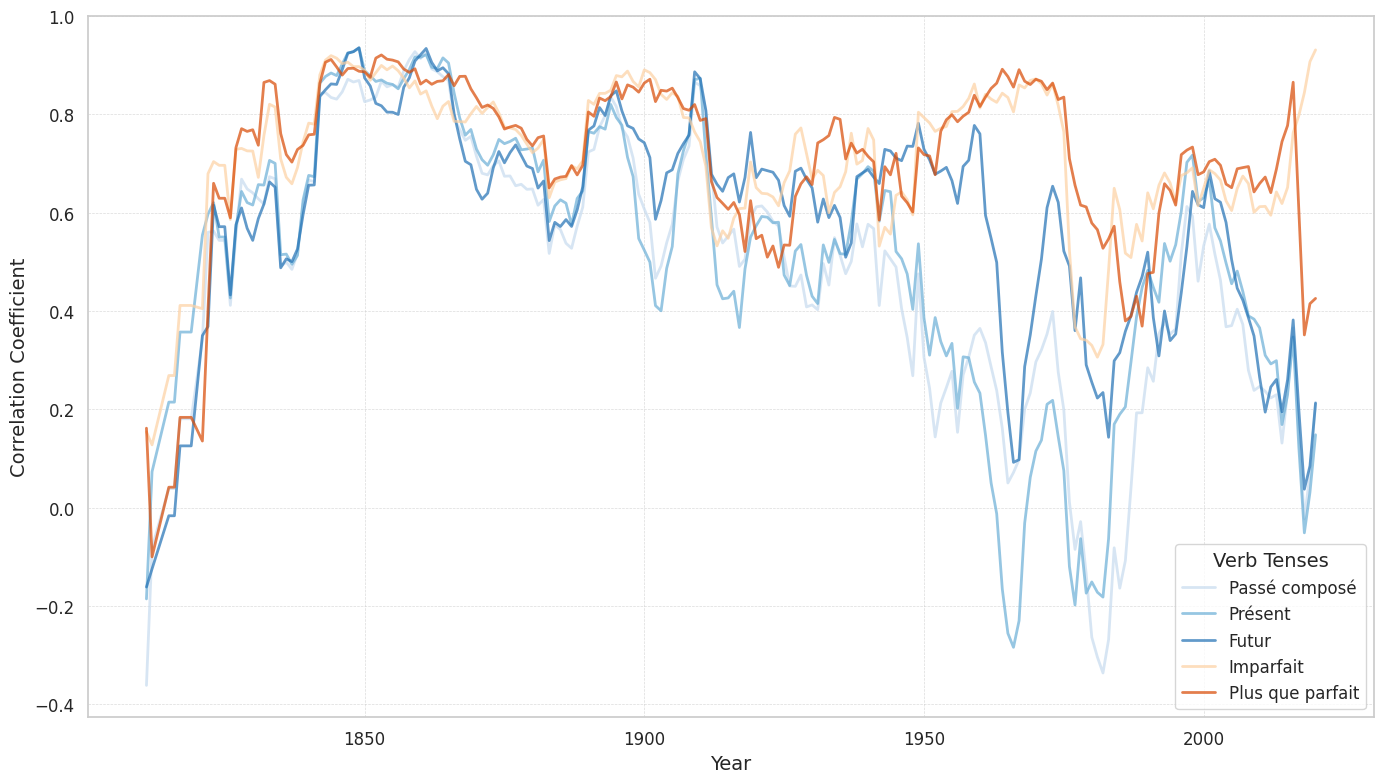 1.0
0.8
0.6
0.4
0.2
0.0
−0.2
−0.4
Correlation Coefficient
1850
1900
1950
2000
Year
Verb Tenses
Passé composé
Présent
Futur
Imparfait
Plus que parfait